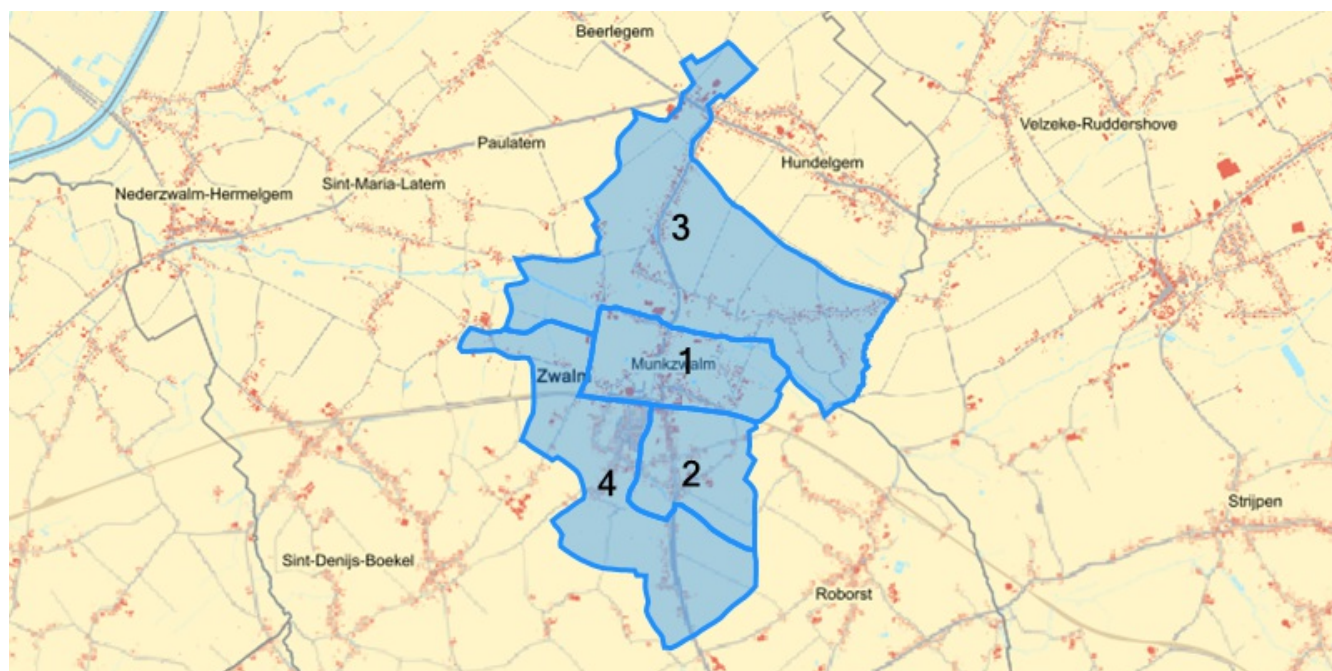 Beerlegem
Velzeke-Ruddershove
Paulatem
Hundelgem
Sint-Maria-Latem
Nederzwalm-Hermelgem
3
Munkzwalm
1
Zwalm
2
4
Strijpen
Sint-Denijs-Boekel
Roborst